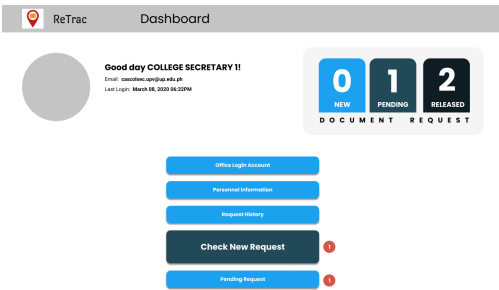 ReTrac
Dashboard
Good day COLLEGE SECRETARY 1!
Email: cascolsec.upv@up.edu.ph
Last Login: March 08, 2020 06:32PM
0 1 2
NEW PENDING RELEASED
DOCUMENT REQUEST
Office Login Account
Personnel Information
Request History
Check New Request 1
Pending Request 1